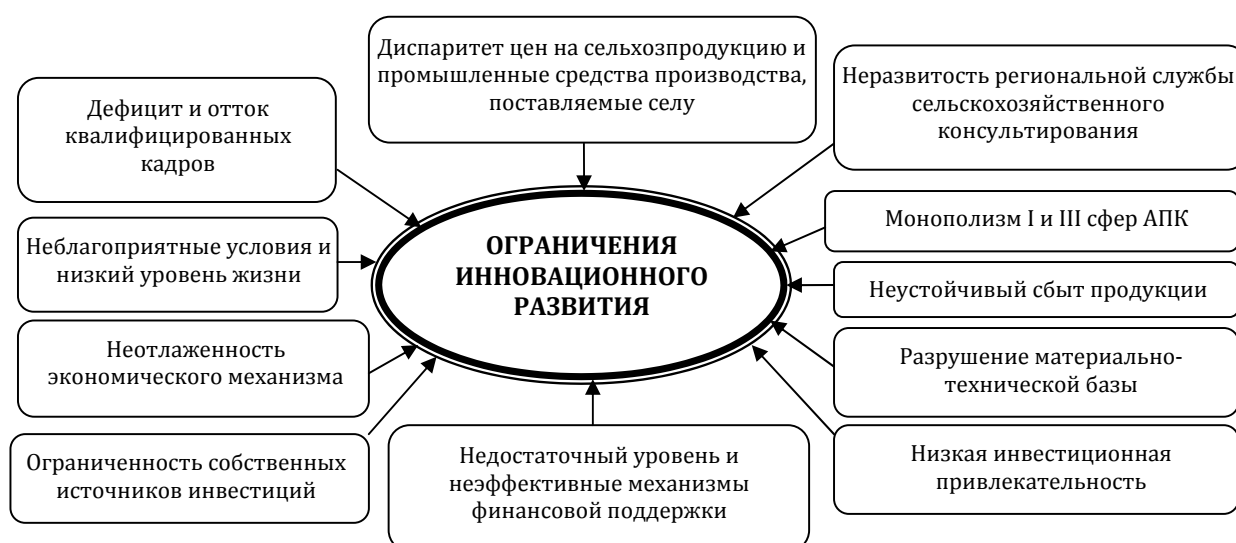 Диспаритет цен на сельхозпродукцию и
промышленные средства производства,
поставляемые селу
Дефицит и отток
квалифицированных
кадров
Неразвитость региональной службы
сельскохозяйственного
консультирования
Неблагоприятные условия и
низкий уровень жизни
ОГРАНИЧЕНИЯ
ИННОВАЦИОННОГО
РАЗВИТИЯ
Монополизм I и III сфер АПК
Неустойчивый сбыт продукции
Неотлаженность
экономического механизма
Разрушение материально-
технической базы
Ограниченность собственных
источников инвестиций
Недостаточный уровень и
неэффективные механизмы
финансовой поддержки
Низкая инвестиционная
привлекательность